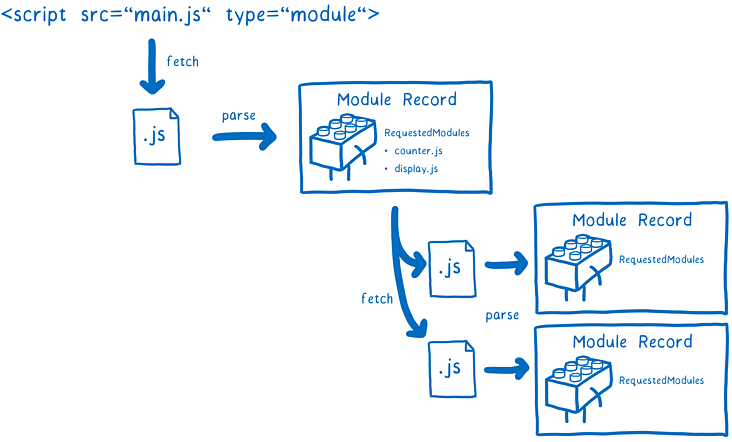 <script src=“main.js“ type=“module“>
fetch
.js
parse
Module Record
RequestedModules
• counter.js
• display.js
fetch
.js
.js
parse
Module Record
RequestedModules
Module Record
RequestedModules